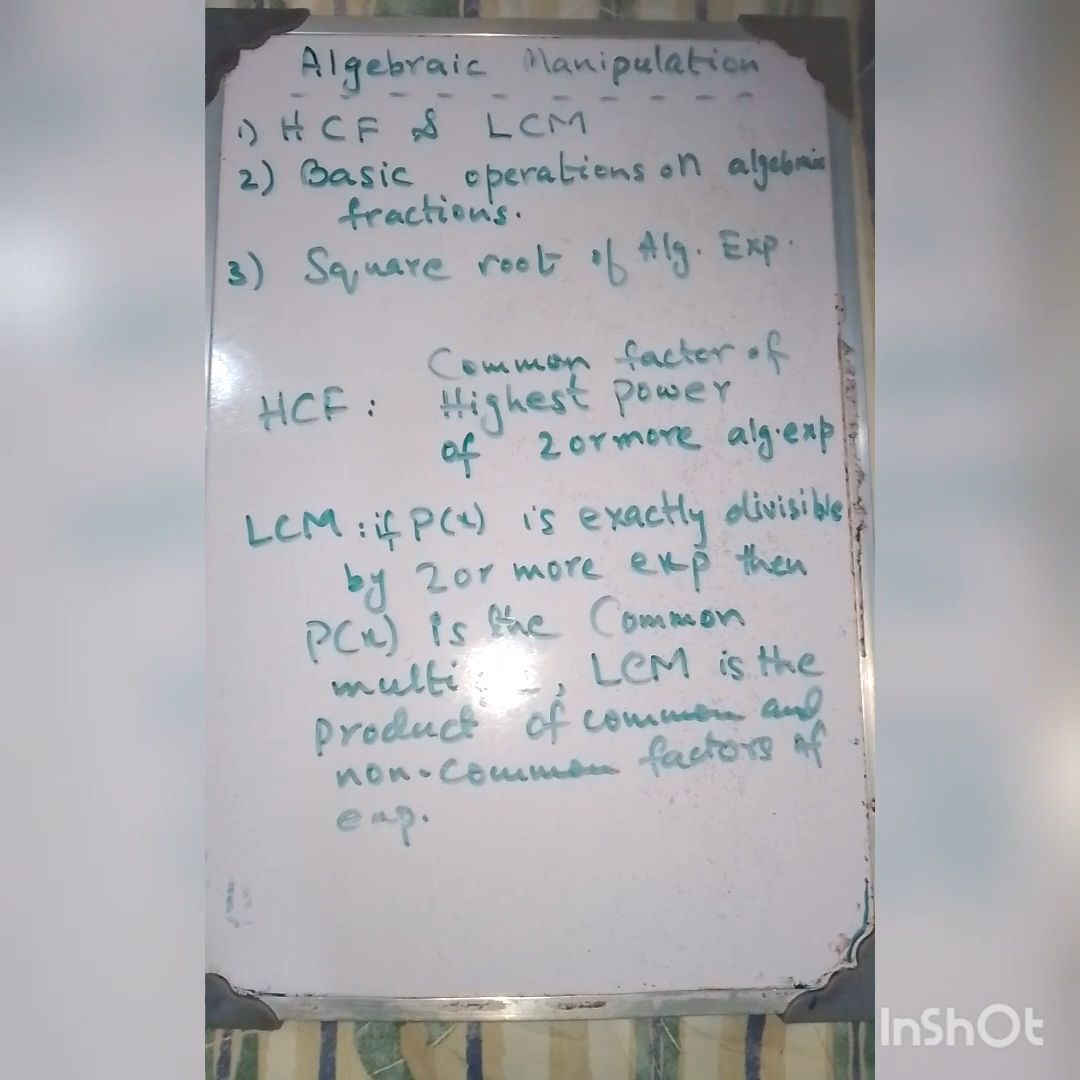 Algebraic Manipulation
1) HCF & LCM
2) Basic operations on algebraic
fractions.
3) Square root of Alg. Exp.
Common factor of
HCF : Highest power
of 2 or more alg.exp
LCM : if P(x) is exactly divisible
by 2 or more exp then
P(x) is the Common
multi , LCM is the
product of common and
non-common factors of
exp.
InShOt